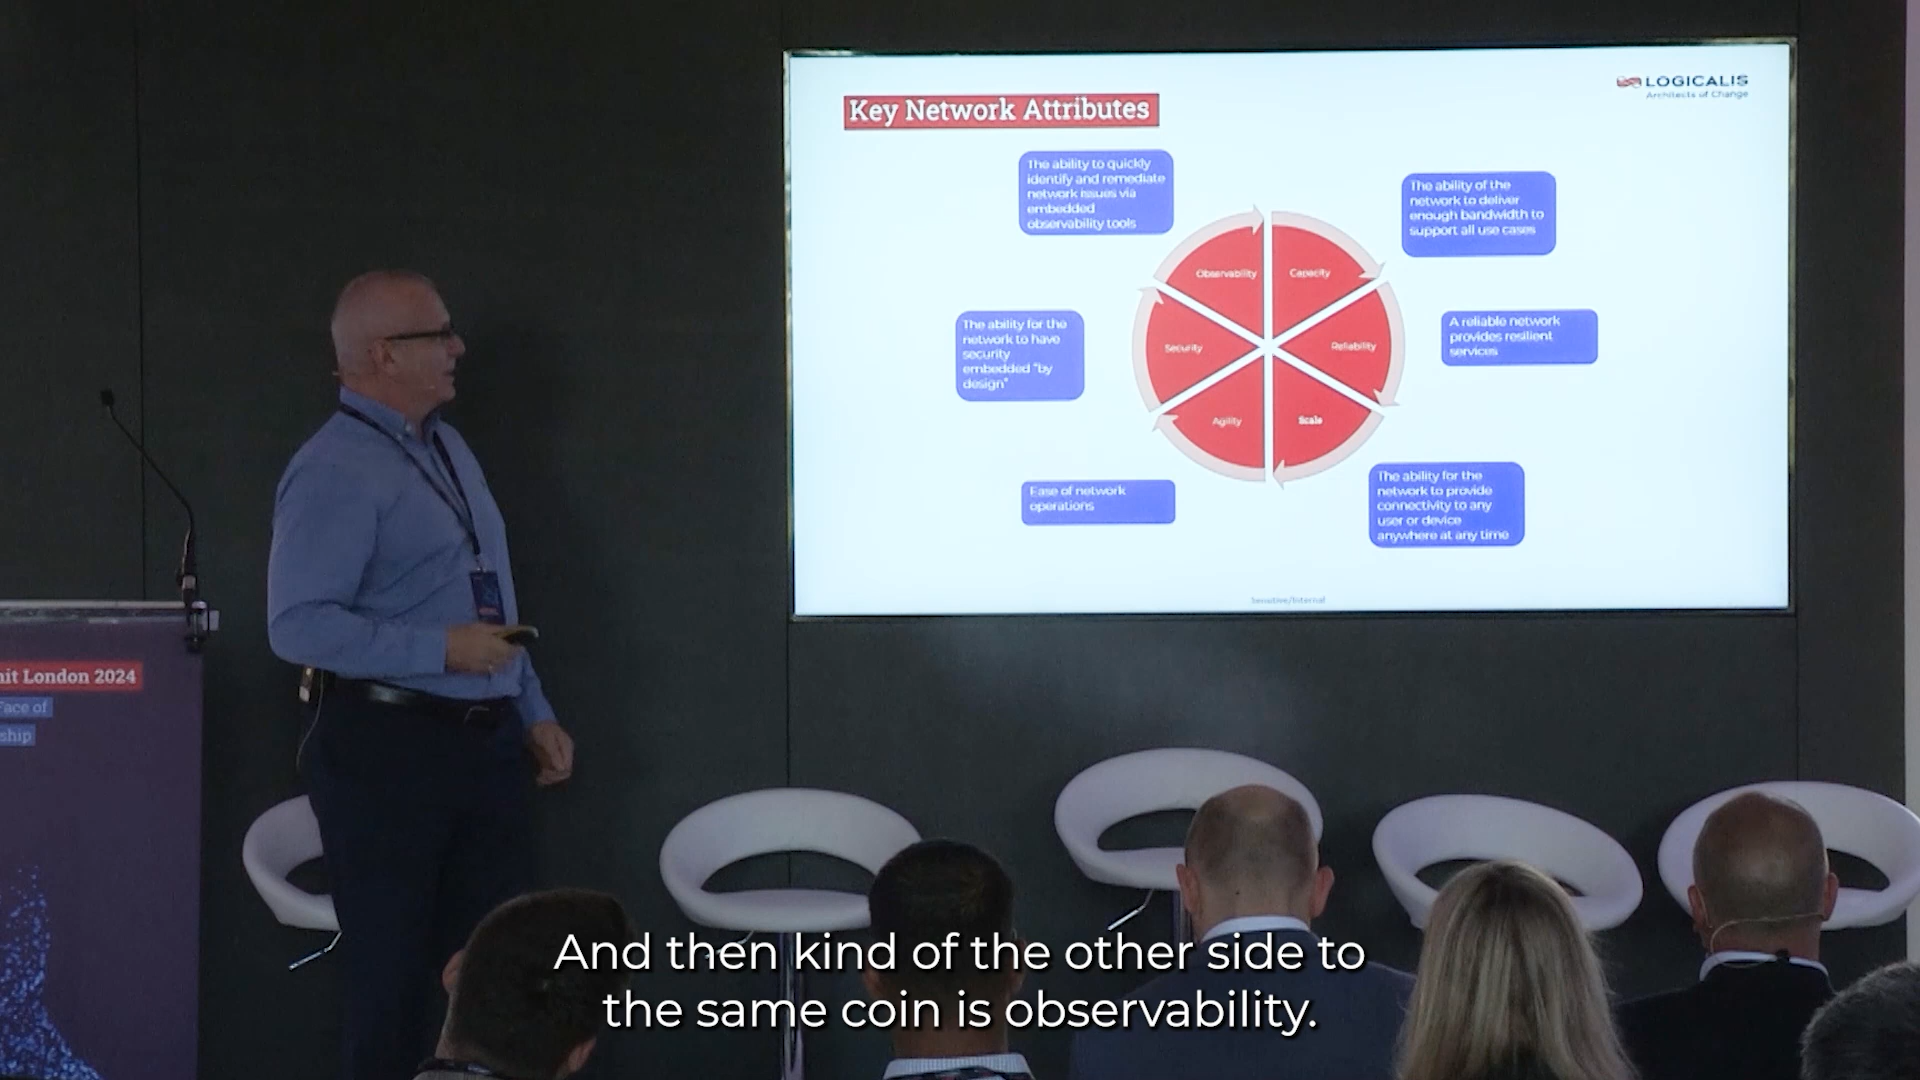 LOGICALIS
Architects of Change
Key Network Attributes
The ability to quickly
identify and remediate
network issues via
embedded
observability tools
The ability of the
network to deliver
enough bandwidth to
support all use cases
Observability
Capacity
The ability for the
network to have
security
embedded "by
design"
Security
Reliability
A reliable network
provides resilient
services
Agility
Scale
Ease of network
operations
The ability for the
network to provide
connectivity to any
user or device
anywhere at any time
Sensitive/Internal
London 2024
Face of
And then kind of the other side to
the same coin is observability.